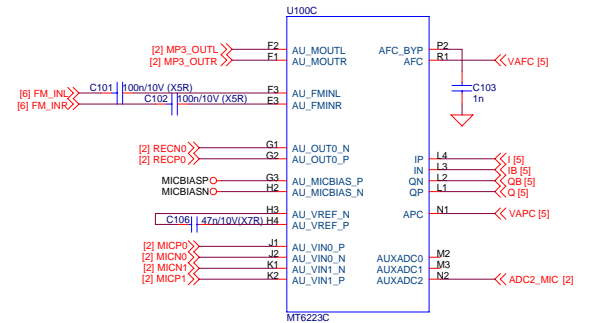 U100C
[2] MP3_OUTL F2 AU_MOUTL AFC_BYP P2
[2] MP3_OUTR F1 AU_MOUTR AFC R1 VAFC [5]
C101 100n/10V (X5R) C103
[6] FM_INL F3 AU_FMINL 1n
[6] FM_INR C102 100n/10V (X5R) E3 AU_FMINR
[2] RECN0 G1 AU_OUT0_N
[2] RECP0 G2 AU_OUT0_P IP L4 I [5]
IN L3 IB [5]
MICBIASP G3 AU_MICBIAS_P QN L2 QB [5]
MICBIASN H2 AU_MICBIAS_N QP L1 Q [5]
H3 AU_VREF_N APC N1 VAPC [5]
C106 47n/10V(X7R) H4 AU_VREF_P
[2] MICP0 J1 AU_VIN0_P
[2] MICN0 J2 AU_VIN0_N AUXADC0 M2
[2] MICN1 K1 AU_VIN1_N AUXADC1 M3
[2] MICP1 K2 AU_VIN1_P AUXADC2 N2 ADC2_MIC [2]
MT6223C